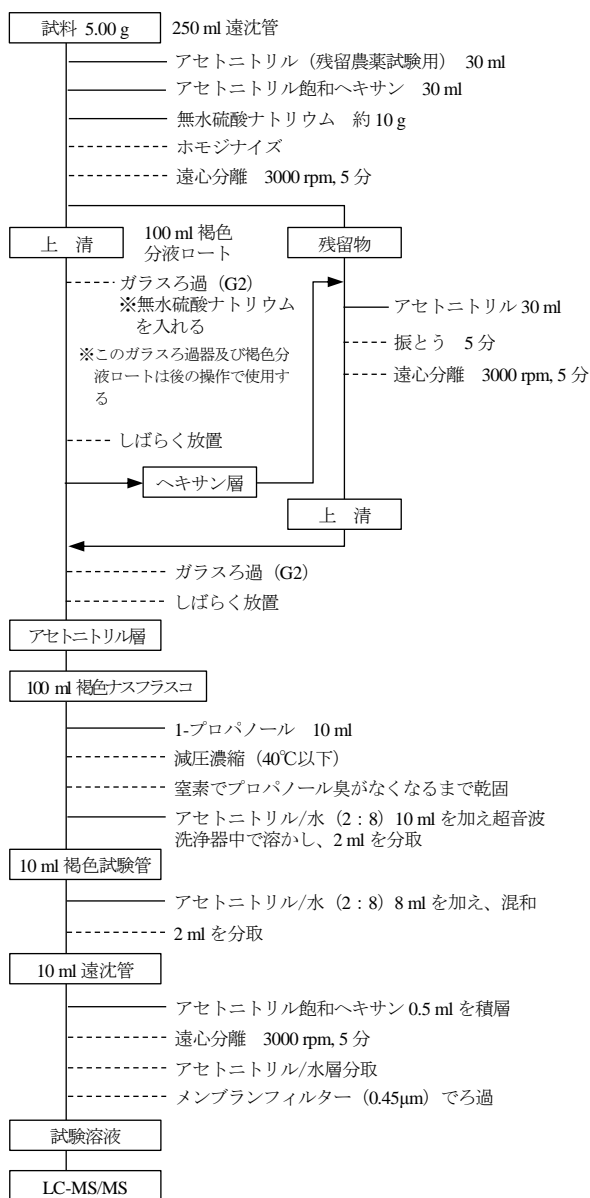 試料 5.00 g
250 ml 遠沈管
アセトニトリル（残留農薬試験用） 30 ml
アセトニトリル飽和ヘキサン 30 ml
無水硫酸ナトリウム 約 10 g
ホモジナイズ
遠心分離 3000 rpm, 5 分
上 清
100 ml 褐色
分液ロート
残留物
ガラスろ過（G2）
※無水硫酸ナトリウム
を入れる
※このガラスろ過器及び褐色分
液ロートは後の操作で使用す
る
アセトニトリル 30 ml
振とう 5 分
遠心分離 3000 rpm, 5 分
しばらく放置
ヘキサン層
上 清
ガラスろ過（G2）
しばらく放置
アセトニトリル層
100 ml 褐色ナスフラスコ
1-プロパノール 10 ml
減圧濃縮（40℃以下）
窒素でプロパノール臭がなくなるまで乾固
アセトニトリル/水（2：8）10 ml を加え超音波
洗浄器中で溶かし、2 ml を分取
10 ml 褐色試験管
アセトニトリル/水（2：8）8 ml を加え、混和
2 ml を分取
10 ml 遠沈管
アセトニトリル飽和ヘキサン 0.5 ml を積層
遠心分離 3000 rpm, 5 分
アセトニトリル/水層分取
メンブランフィルター（0.45μm）でろ過
試験溶液
LC-MS/MS